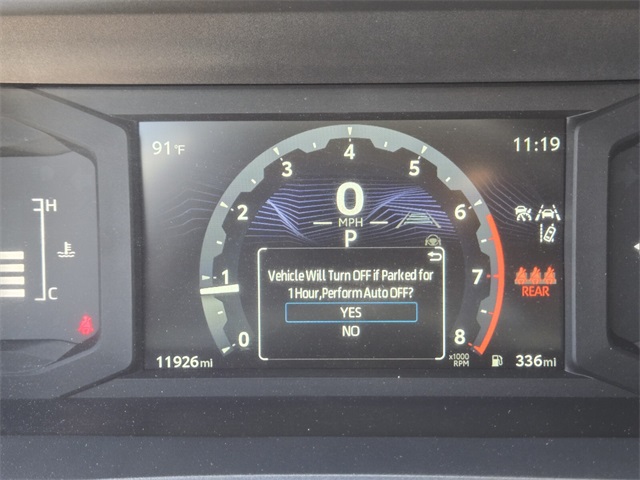 91°F
11:19
H
C
0
1
2
3
4
5
6
7
8
x1000
RPM
0
MPH
P
Vehicle Will Turn OFF if Parked for
1 Hour,Perform Auto OFF?
YES
NO
REAR
11926mi
336mi